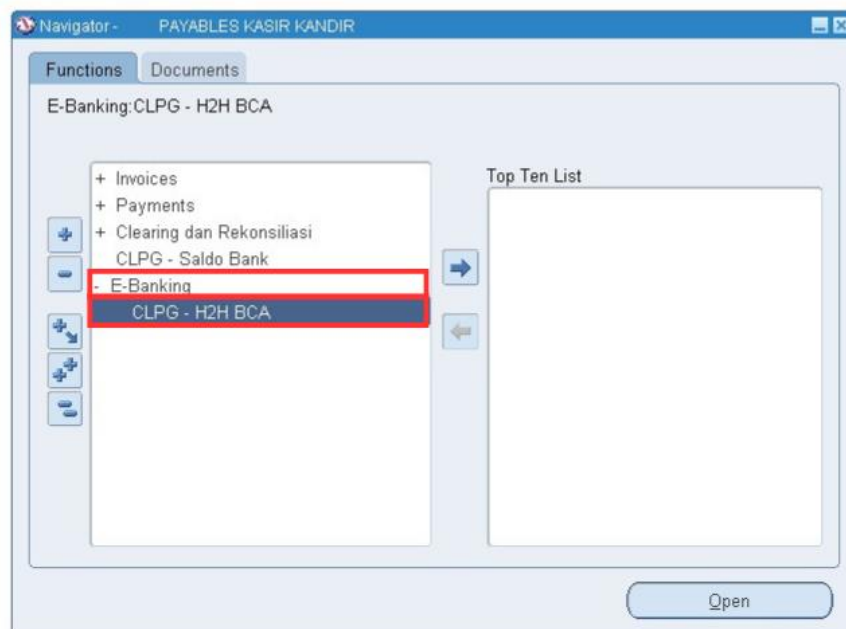 Navigator - PAYABLES KASIR KANDIR
Functions Documents
E-Banking:CLPG - H2H BCA
+ Invoices
+ Payments
+ Clearing dan Rekonsiliasi
CLPG - Saldo Bank
- E-Banking
CLPG - H2H BCA
Top Ten List
Open